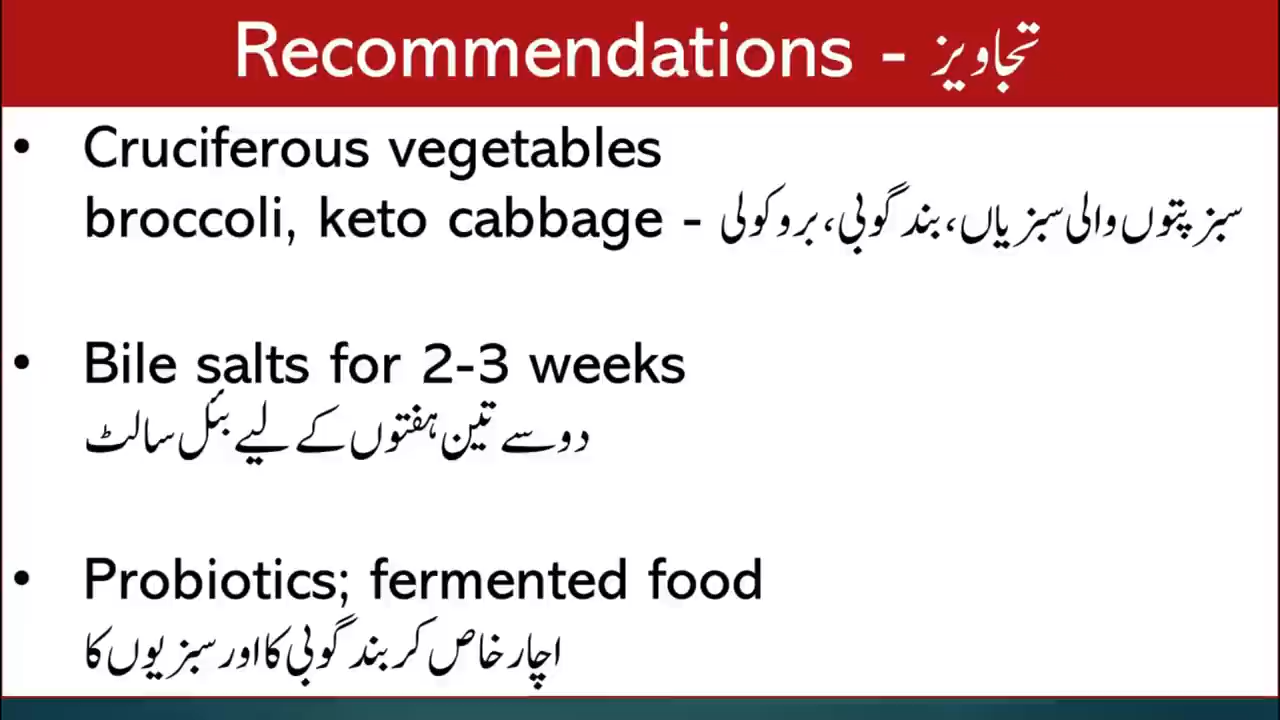 Recommendations - تجاویز
• Cruciferous vegetables
broccoli, keto cabbage - سبز پتوں والی سبزیاں، بند گوبی، بروکولی
• Bile salts for 2-3 weeks
دو سے تین ہفتوں کے لیے بئل سالٹ
• Probiotics; fermented food
اچار خاص کر بند گوبی کا اور سبزیوں کا